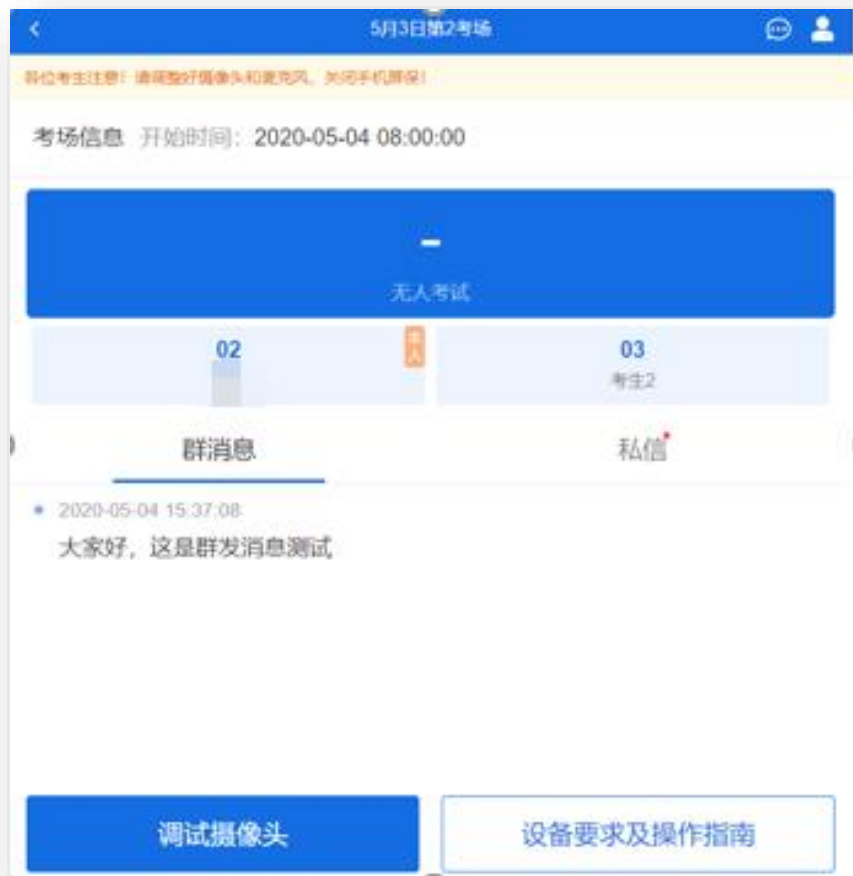 5月3日第2考场
各位考生注意！请调整好摄像头和麦克风，关闭手机屏保！
考场信息 开始时间：2020-05-04 08:00:00
-
无人考试
02 本人 03
考生2
群消息 私信
2020-05-04 15:37:08
大家好，这是群发消息测试
调试摄像头 设备要求及操作指南